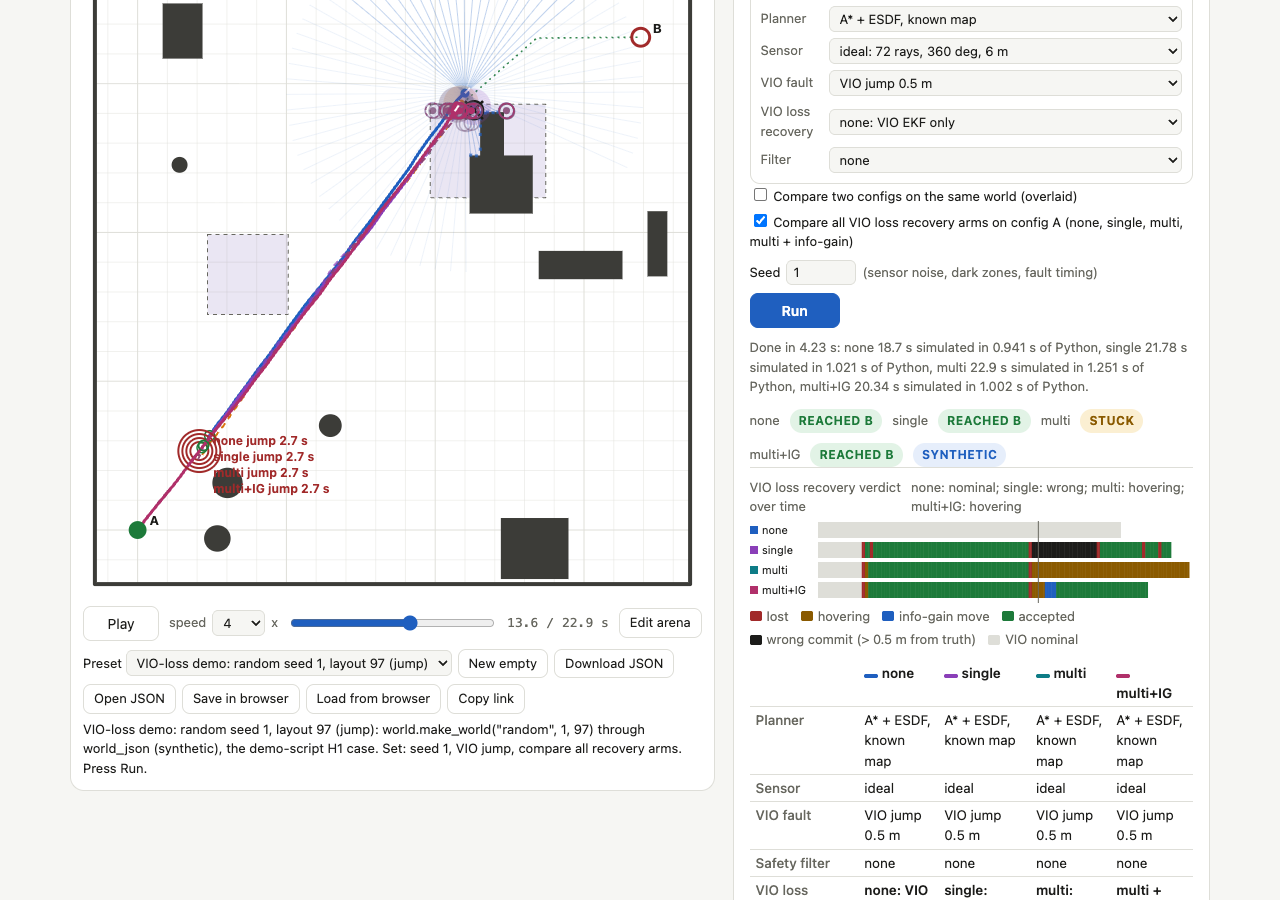 B
A
none jump 2.7 s
single jump 2.7 s
multi jump 2.7 s
multi+IG jump 2.7 s
Play
speed
4
x
13.6 / 22.9 s
Edit arena
Preset
VIO-loss demo: random seed 1, layout 97 (jump)
New empty
Download JSON
Open JSON
Save in browser
Load from browser
Copy link
VIO-loss demo: random seed 1, layout 97 (jump): world.make_world("random", 1, 97) through
world_json (synthetic), the demo-script H1 case. Set: seed 1, VIO jump, compare all recovery arms.
Press Run.
Planner
A* + ESDF, known map
Sensor
ideal: 72 rays, 360 deg, 6 m
VIO fault
VIO jump 0.5 m
VIO loss
recovery
none: VIO EKF only
Filter
none
Compare two configs on the same world (overlaid)
Compare all VIO loss recovery arms on config A (none, single, multi,
multi + info-gain)
Seed
1
(sensor noise, dark zones, fault timing)
Run
Done in 4.23 s: none 18.7 s simulated in 0.941 s of Python, single 21.78 s
simulated in 1.021 s of Python, multi 22.9 s simulated in 1.251 s of
Python, multi+IG 20.34 s simulated in 1.002 s of Python.
none REACHED B single REACHED B multi STUCK
multi+IG REACHED B SYNTHETIC
VIO loss recovery verdict
over time
none: nominal; single: wrong; multi: hovering;
multi+IG: hovering
none
single
multi
multi+IG
lost hovering info-gain move accepted
wrong commit (> 0.5 m from truth) VIO nominal
none single multi multi+IG
Planner
A* + ESDF,
known
map
A* + ESDF,
known map
A* + ESDF,
known
map
A* + ESDF,
known
map
Sensor ideal ideal ideal ideal
VIO fault
VIO jump
0.5 m
VIO jump
0.5 m
VIO jump
0.5 m
VIO jump
0.5 m
Safety filter none none none none
VIO loss none: VIO single: multi: multi +